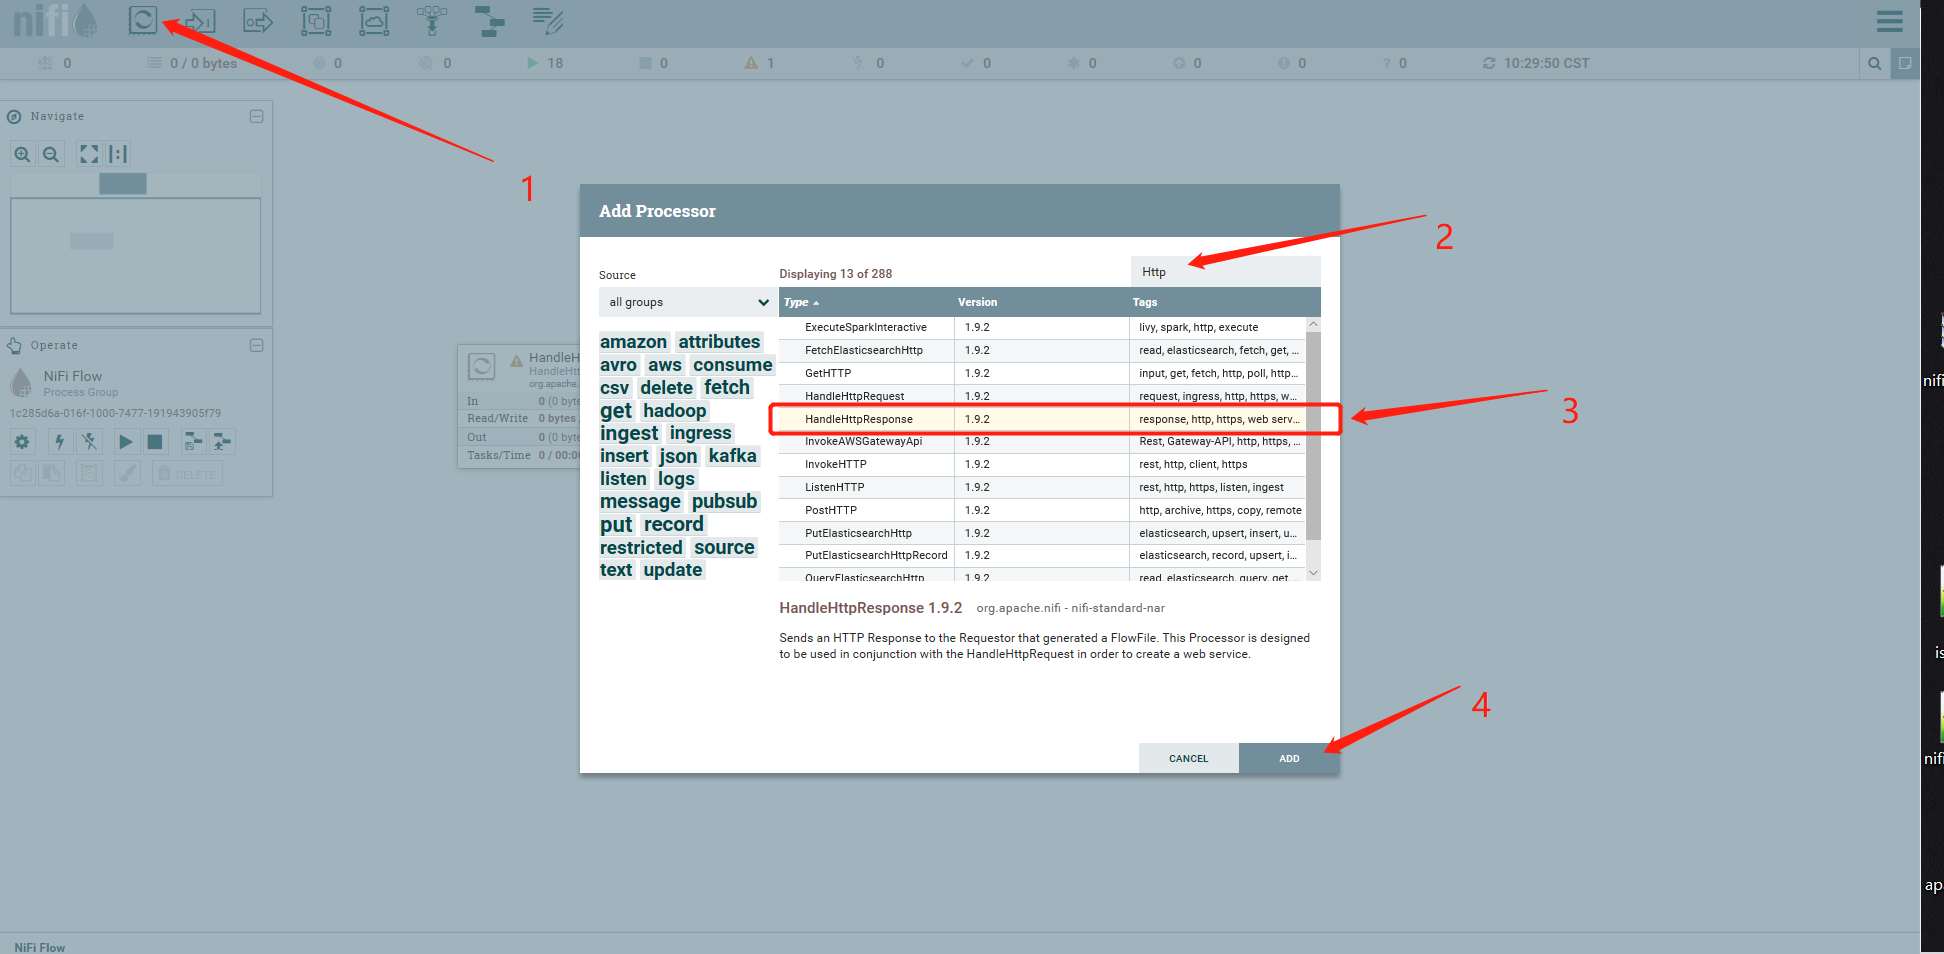 nifi
0
0 / 0 bytes
0
0
18
0
1
0
0
0
0
0
0
10:29:50 CST
Navigate
1
Add Processor
2
Source
Displaying 13 of 288
Http
all groups
Type
Version
Tags
amazon attributes
avro aws consume
csv delete fetch
get hadoop
ingest ingress
insert json kafka
listen logs
message pubsub
put record
restricted source
text update
ExecuteSparkInteractive 1.9.2 livy, spark, http, execute
FetchElasticsearchHttp 1.9.2 read, elasticsearch, fetch, get, ...
GetHTTP 1.9.2 input, get, fetch, http, poll, http...
HandleHttpRequest 1.9.2 request, ingress, http, https, w...
HandleHttpResponse 1.9.2 response, http, https, web serv...
InvokeAWSGatewayApi 1.9.2 Rest, Gateway-API, http, https, ...
InvokeHTTP 1.9.2 rest, http, client, https
ListenHTTP 1.9.2 rest, http, https, listen, ingest
PostHTTP 1.9.2 http, archive, https, copy, remote
PutElasticsearchHttp 1.9.2 elasticsearch, upsert, insert, u...
PutElasticsearchHttpRecord 1.9.2 elasticsearch, record, upsert, i...
QueryElasticsearchHttp 1.9.2 read, elasticsearch, query, get, ...
3
HandleHttpResponse 1.9.2 org.apache.nifi - nifi-standard-nar
Sends an HTTP Response to the Requestor that generated a FlowFile. This Processor is designed
to be used in conjunction with the HandleHttpRequest in order to create a web service.
4
CANCEL
ADD
Operate
NiFi Flow
Process Group
1c285d6a-016f-1000-7477-191943905f79
DELETE
HandleH
HandleHtt
org.apache.
In 0 (0 byte
Read/Write 0 bytes
Out 0 (0 byte
Tasks/Time 0 / 00:00
NiFi Flow
nifi
is
nifi
ap